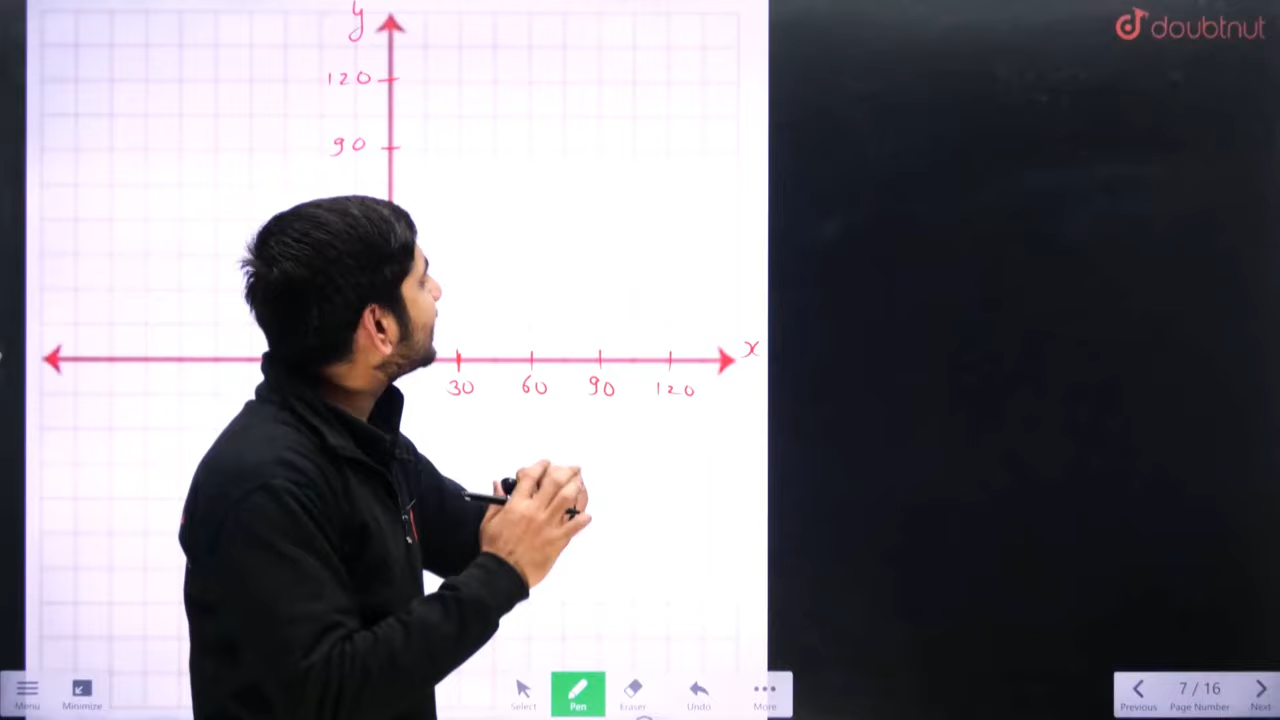 y
doubtnut
120
90
x
30 60 90 120
Menu Minimize Select Pen Eraser Undo More
7 / 16
Previous Page Number Next